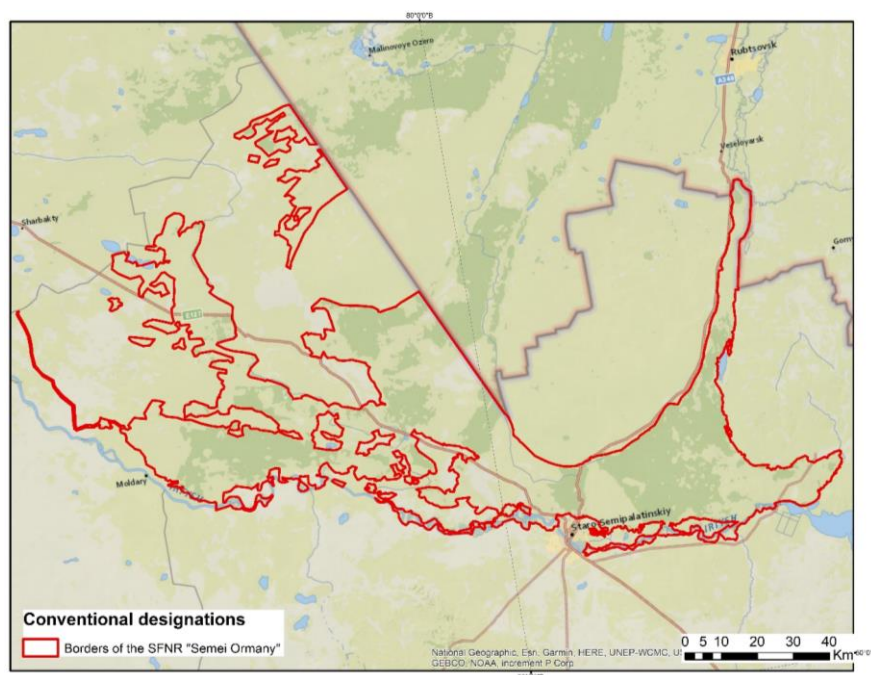 80°0'0"B
Malinovoye Ozero
Rubtsovsk
A349
Veseloyarsk
Sharbakty
Gorn
E127
Moldary
IRTYSH
Staro Semipalatinskiy
IRTYSH
Conventional designations
Borders of the SFNR "Semei Ormany"
National Geographic, Esri, Garmin, HERE, UNEP-WCMC, US
GEBCO, NOAA, increment P Corp.
0 5 10 20 30 40
Km